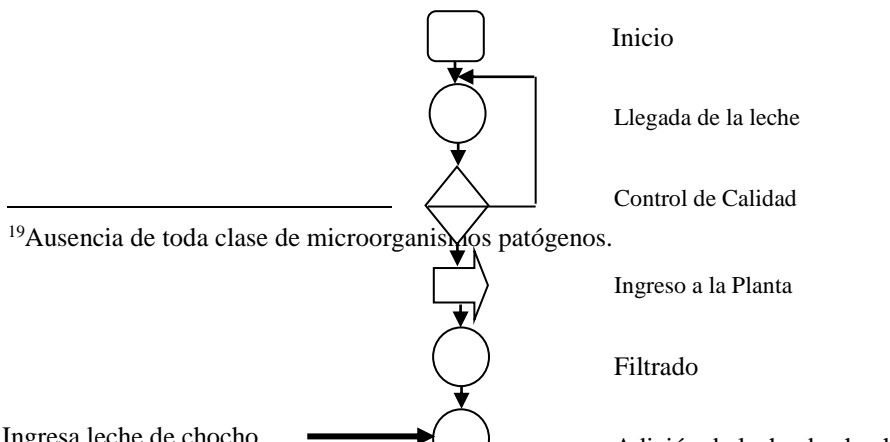 Inicio
Llegada de la leche
Control de Calidad
¹⁹Ausencia de toda clase de microorganismos patógenos.
Ingreso a la Planta
Filtrado
Ingresa leche de chocho